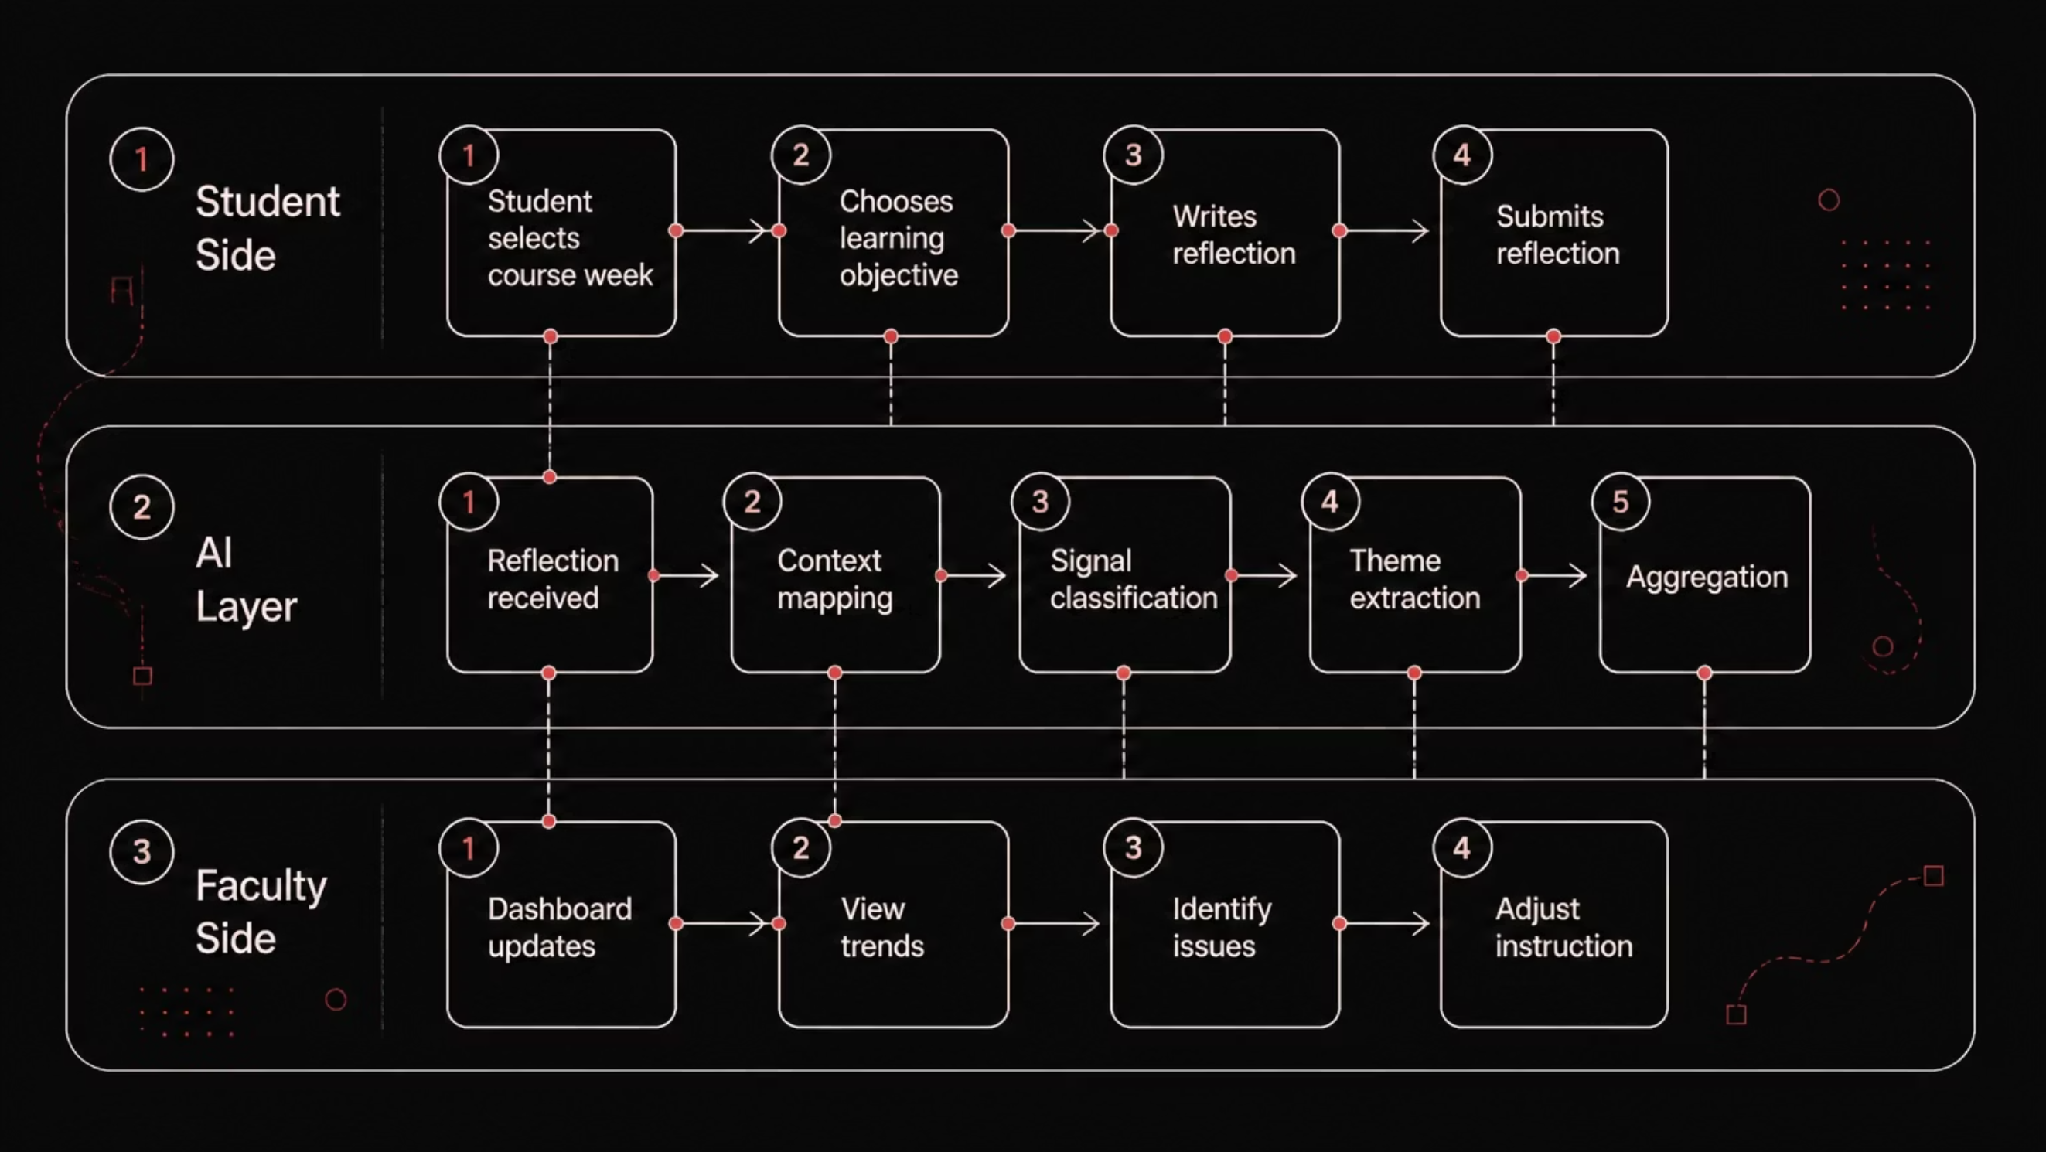 1
Student
Side
1
Student
selects
course week
2
Chooses
learning
objective
3
Writes
reflection
4
Submits
reflection
2
AI
Layer
1
Reflection
received
2
Context
mapping
3
Signal
classification
4
Theme
extraction
5
Aggregation
3
Faculty
Side
1
Dashboard
updates
2
View
trends
3
Identify
issues
4
Adjust
instruction